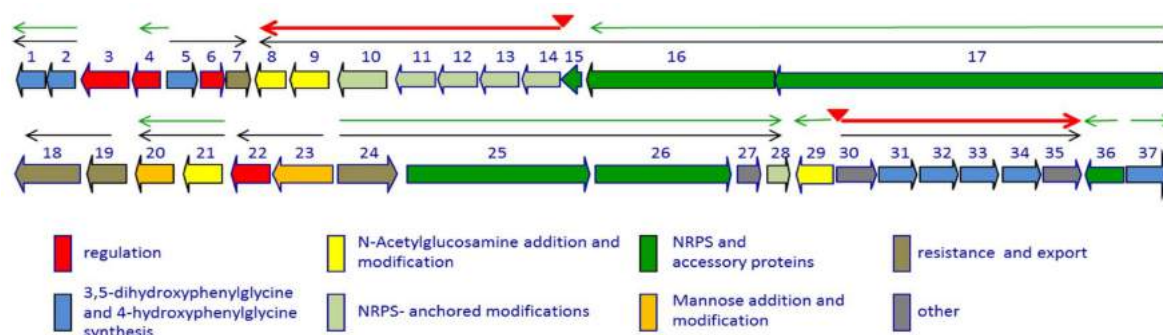 1 2 3 4 5 6 7 8 9 10 11 12 13 14 15 16 17
18 19 20 21 22 23 24 25 26 27 28 29 30 31 32 33 34 35 36 37
regulation
N-Acetylglucosamine addition and
modification
NRPS and
accessory proteins
resistance and export
3,5-dihydroxyphenylglycine
and 4-hydroxyphenylglycine
synthesis
NRPS- anchored modifications
Mannose addition and
modification
other